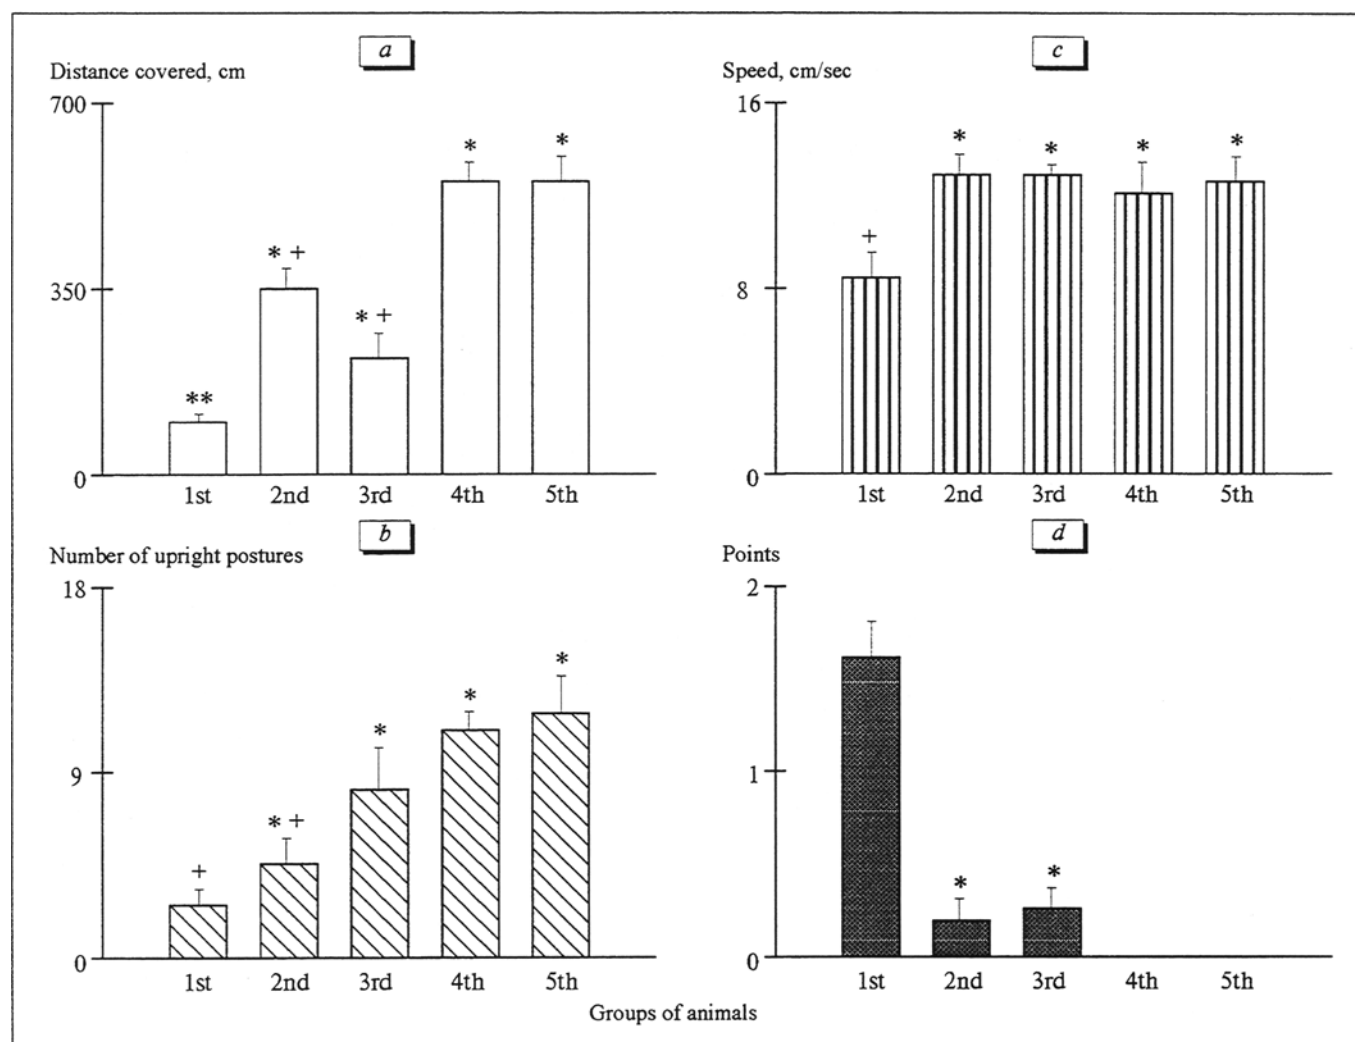 a
Distance covered, cm
700
350
0
* +
* +
**
*
*
1st 2nd 3rd 4th 5th
c
Speed, cm/sec
16
8
0
+
*
*
*
*
1st 2nd 3rd 4th 5th
b
Number of upright postures
18
9
0
+
* +
*
*
*
1st 2nd 3rd 4th 5th
d
Points
2
1
0
*
*
1st 2nd 3rd 4th 5th
Groups of animals